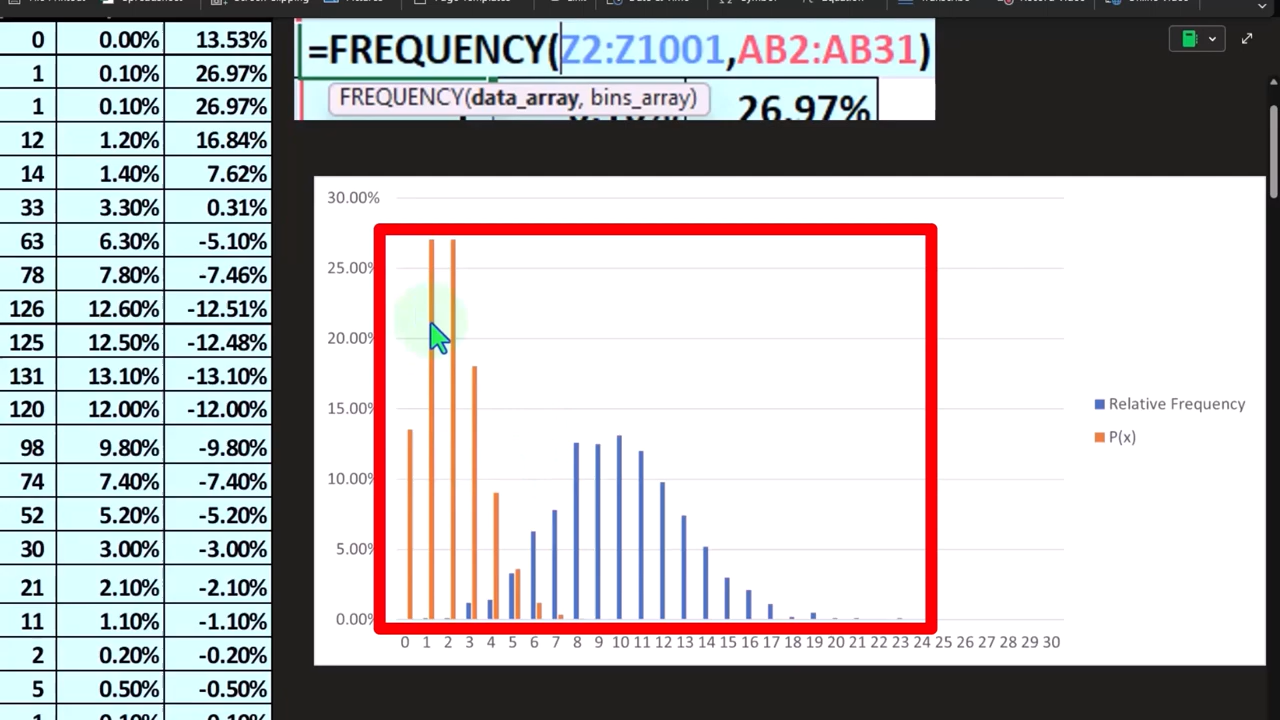 0 0.00% 13.53%
1 0.10% 26.97%
1 0.10% 26.97%
12 1.20% 16.84%
14 1.40% 7.62%
33 3.30% 0.31%
63 6.30% -5.10%
78 7.80% -7.46%
126 12.60% -12.51%
125 12.50% -12.48%
131 13.10% -13.10%
120 12.00% -12.00%
98 9.80% -9.80%
74 7.40% -7.40%
52 5.20% -5.20%
30 3.00% -3.00%
21 2.10% -2.10%
11 1.10% -1.10%
2 0.20% -0.20%
5 0.50% -0.50%
=FREQUENCY(Z2:Z1001,AB2:AB31)
FREQUENCY(data_array, bins_array)
26.97%
30.00%
25.00%
20.00%
15.00%
10.00%
5.00%
0.00%
0 1 2 3 4 5 6 7 8 9 10 11 12 13 14 15 16 17 18 19 20 21 22 23 24 25 26 27 28 29 30
Relative Frequency
P(x)